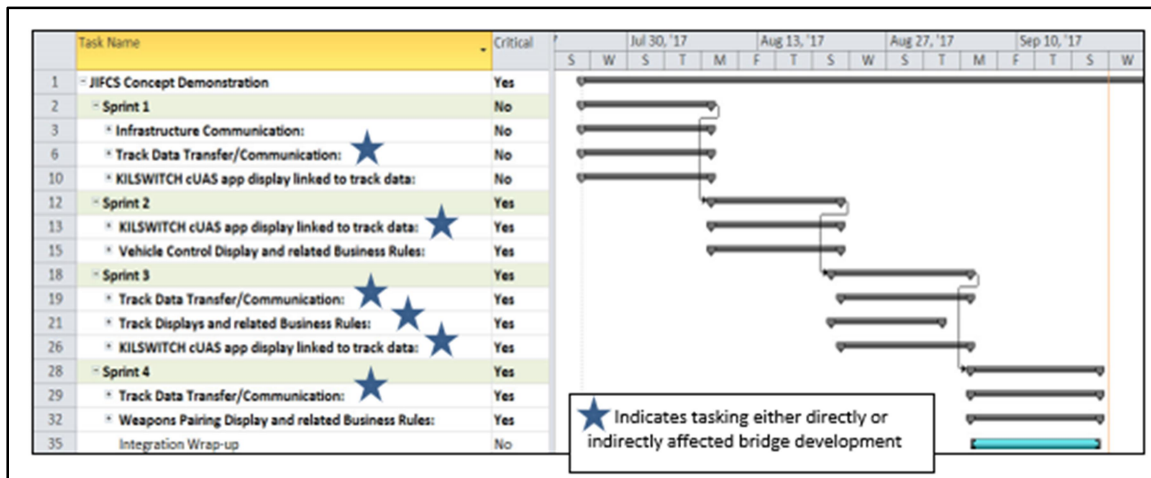 Task Name Critical 7 Jul 30, '17 Aug 13, '17 Aug 27, '17 Sep 10, '17
S W S T M F T S W S T M F T S W
1 JIFCS Concept Demonstration Yes
2 Sprint 1 No
3 Infrastructure Communication: No
6 Track Data Transfer/Communication: No
10 KILSWITCH cUAS app display linked to track data: No
12 Sprint 2 Yes
13 KILSWITCH cUAS app display linked to track data: Yes
15 Vehicle Control Display and related Business Rules: Yes
18 Sprint 3 Yes
19 Track Data Transfer/Communication: Yes
21 Track Displays and related Business Rules: Yes
26 KILSWITCH cUAS app display linked to track data: Yes
28 Sprint 4 Yes
29 Track Data Transfer/Communication: Yes
32 Weapons Pairing Display and related Business Rules: Yes
35 Integration Wrap-up No
Indicates tasking either directly or
indirectly affected bridge development